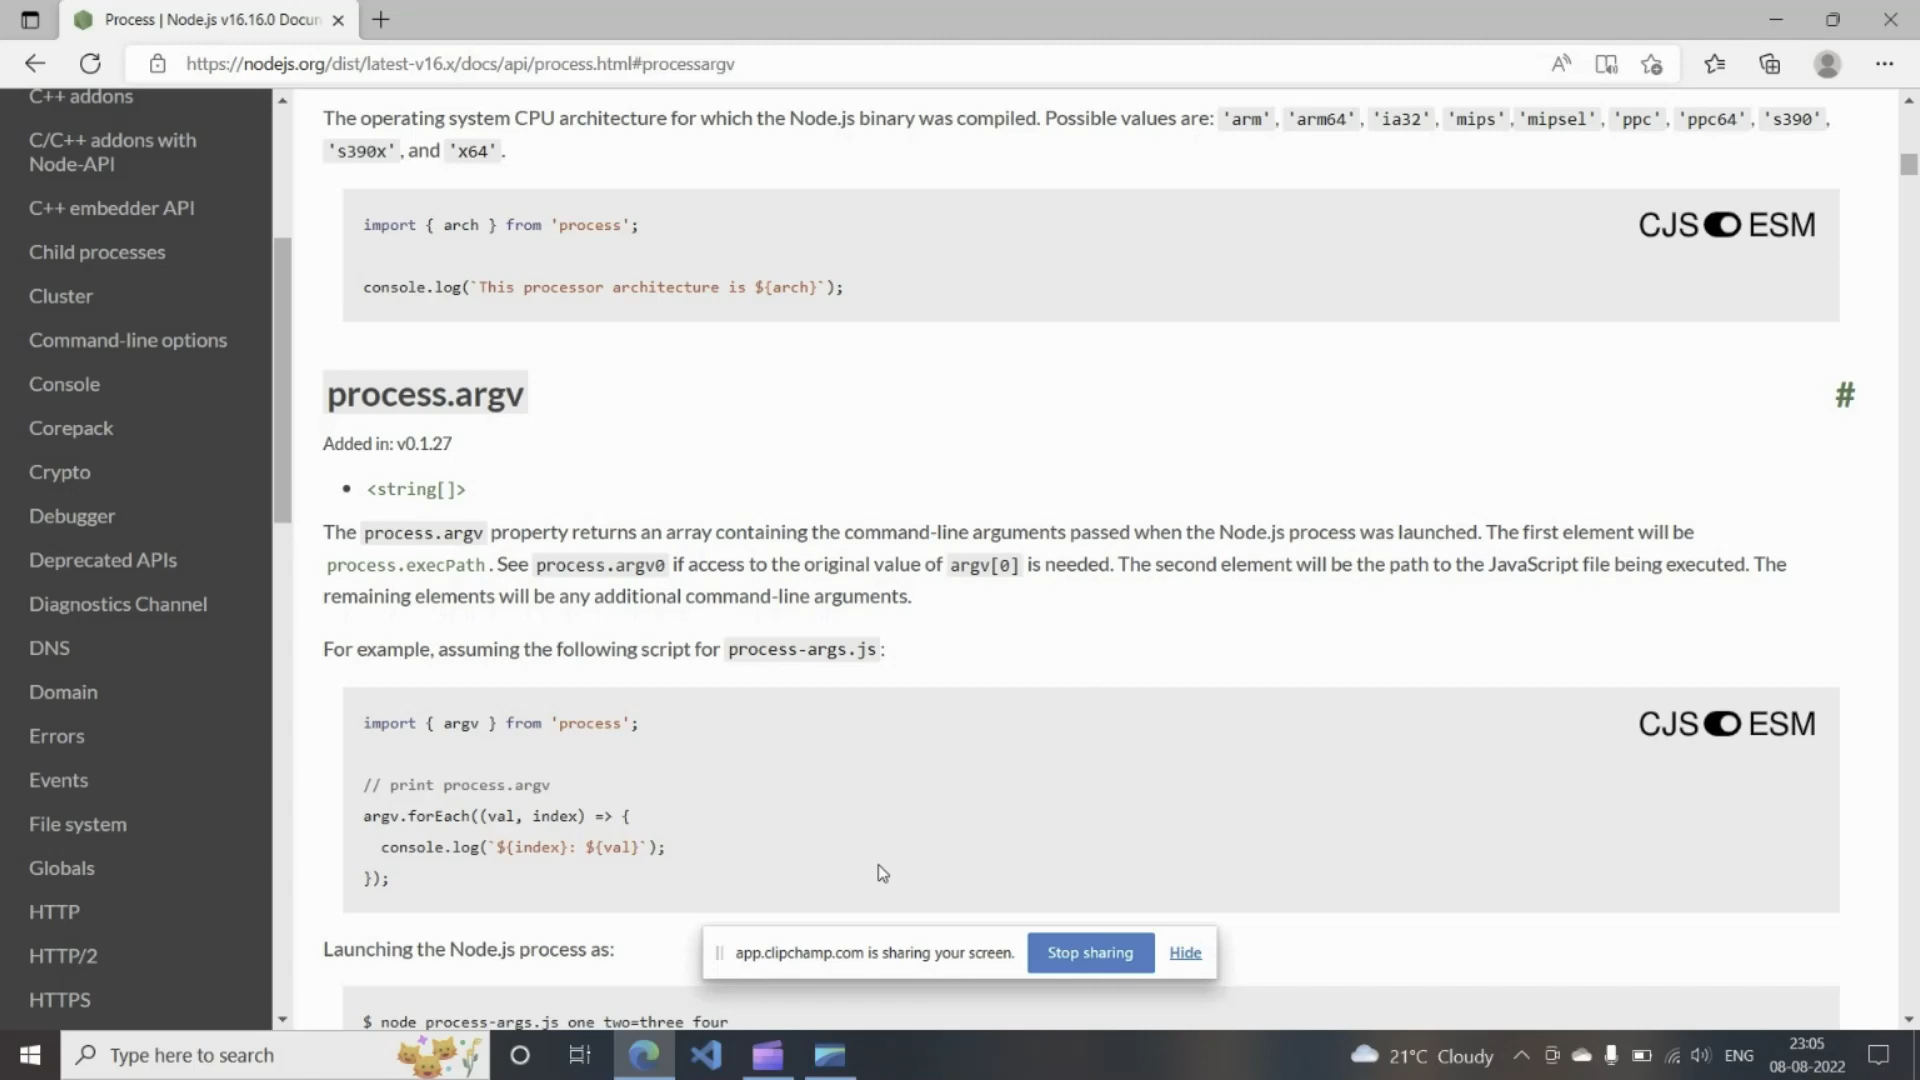 Process | Node.js v16.16.0 Docun
https://nodejs.org/dist/latest-v16.x/docs/api/process.html#processargv
C++ addons
C/C++ addons with
Node-API
C++ embedder API
Child processes
Cluster
Command-line options
Console
Corepack
Crypto
Debugger
Deprecated APIs
Diagnostics Channel
DNS
Domain
Errors
Events
File system
Globals
HTTP
HTTP/2
HTTPS
The operating system CPU architecture for which the Node.js binary was compiled. Possible values are: 'arm', 'arm64', 'ia32', 'mips','mipsel', 'ppc', 'ppc64', 's390',
's390x', and 'x64'.
import { arch } from 'process';
CJS ESM
console.log(`This processor architecture is ${arch}`);
process.argv
#
Added in: v0.1.27
• <string[]>
The process.argv property returns an array containing the command-line arguments passed when the Node.js process was launched. The first element will be
process.execPath. See process.argv0 if access to the original value of argv[0] is needed. The second element will be the path to the JavaScript file being executed. The
remaining elements will be any additional command-line arguments.
For example, assuming the following script for process-args.js:
import { argv } from 'process';
CJS ESM
// print process.argv
argv.forEach((val, index) => {
console.log(`${index}: ${val}`);
});
Launching the Node.js process as:
$ node process-args.js one two=three four
app.clipchamp.com is sharing your screen.
Stop sharing
Hide
Type here to search
21°C Cloudy
ENG
23:05
08-08-2022